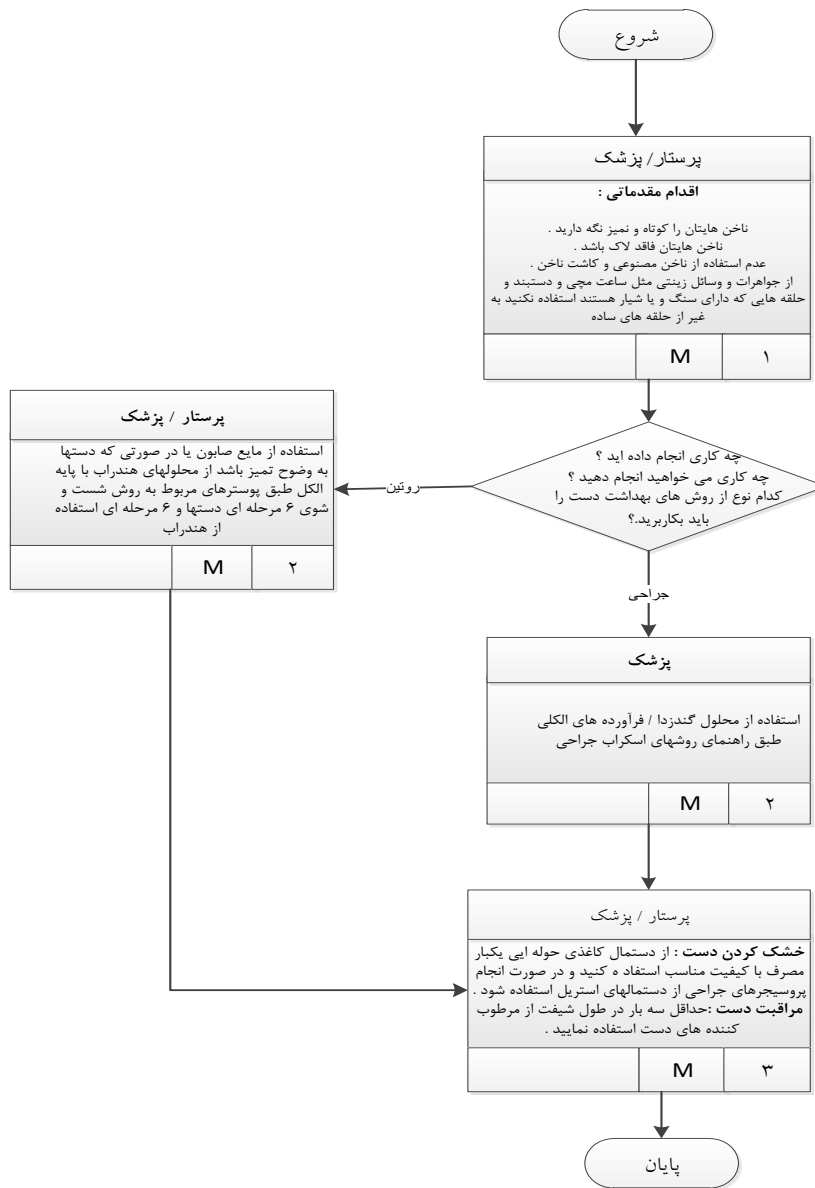 شروع
پرستار/ پزشک
اقدام مقدماتی :
ناخن هایتان را کوتاه و نمیز نگه دارید .
ناخن هایتان فاقد لاک باشد .
عدم استفاده از ناخن مصنوعی و کاشت ناخن .
از جواهرات و وسائل زینتی مثل ساعت مچی و دستبند و
حلقه هایی که دارای سنگ و یا شیار هستند استفاده نکنید به
غیر از حلقه های ساده
M
۱
چه کاری انجام داده اید ؟
چه کاری می خواهید انجام دهید ؟
کدام نوع از روش های بهداشت دست را
باید بکاربرید.؟
روتین
پرستار / پزشک
استفاده از مایع صابون یا در صورتی که دستها
به وضوح تمیز باشد از محلولهای هندراب با پایه
الکل طبق پوسترهای مربوط به روش شست و
شوی ۶ مرحله ای دستها و ۶ مرحله ای استفاده
از هندراب
M
۲
جراحی
پزشک
استفاده از محلول گندزدا / فرآورده های الکلی
طبق راهنمای روشهای اسکراب جراحی
M
۲
پرستار / پزشک
خشک کردن دست : از دستمال کاغذی حوله ایی یکبار
مصرف با کیفیت مناسب استفاد ه کنید و در صورت انجام
پروسیجرهای جراحی از دستمالهای استریل استفاده شود .
مراقبت دست :حداقل سه بار در طول شیفت از مرطوب
کننده های دست استفاده نمایید .
M
۳
پایان